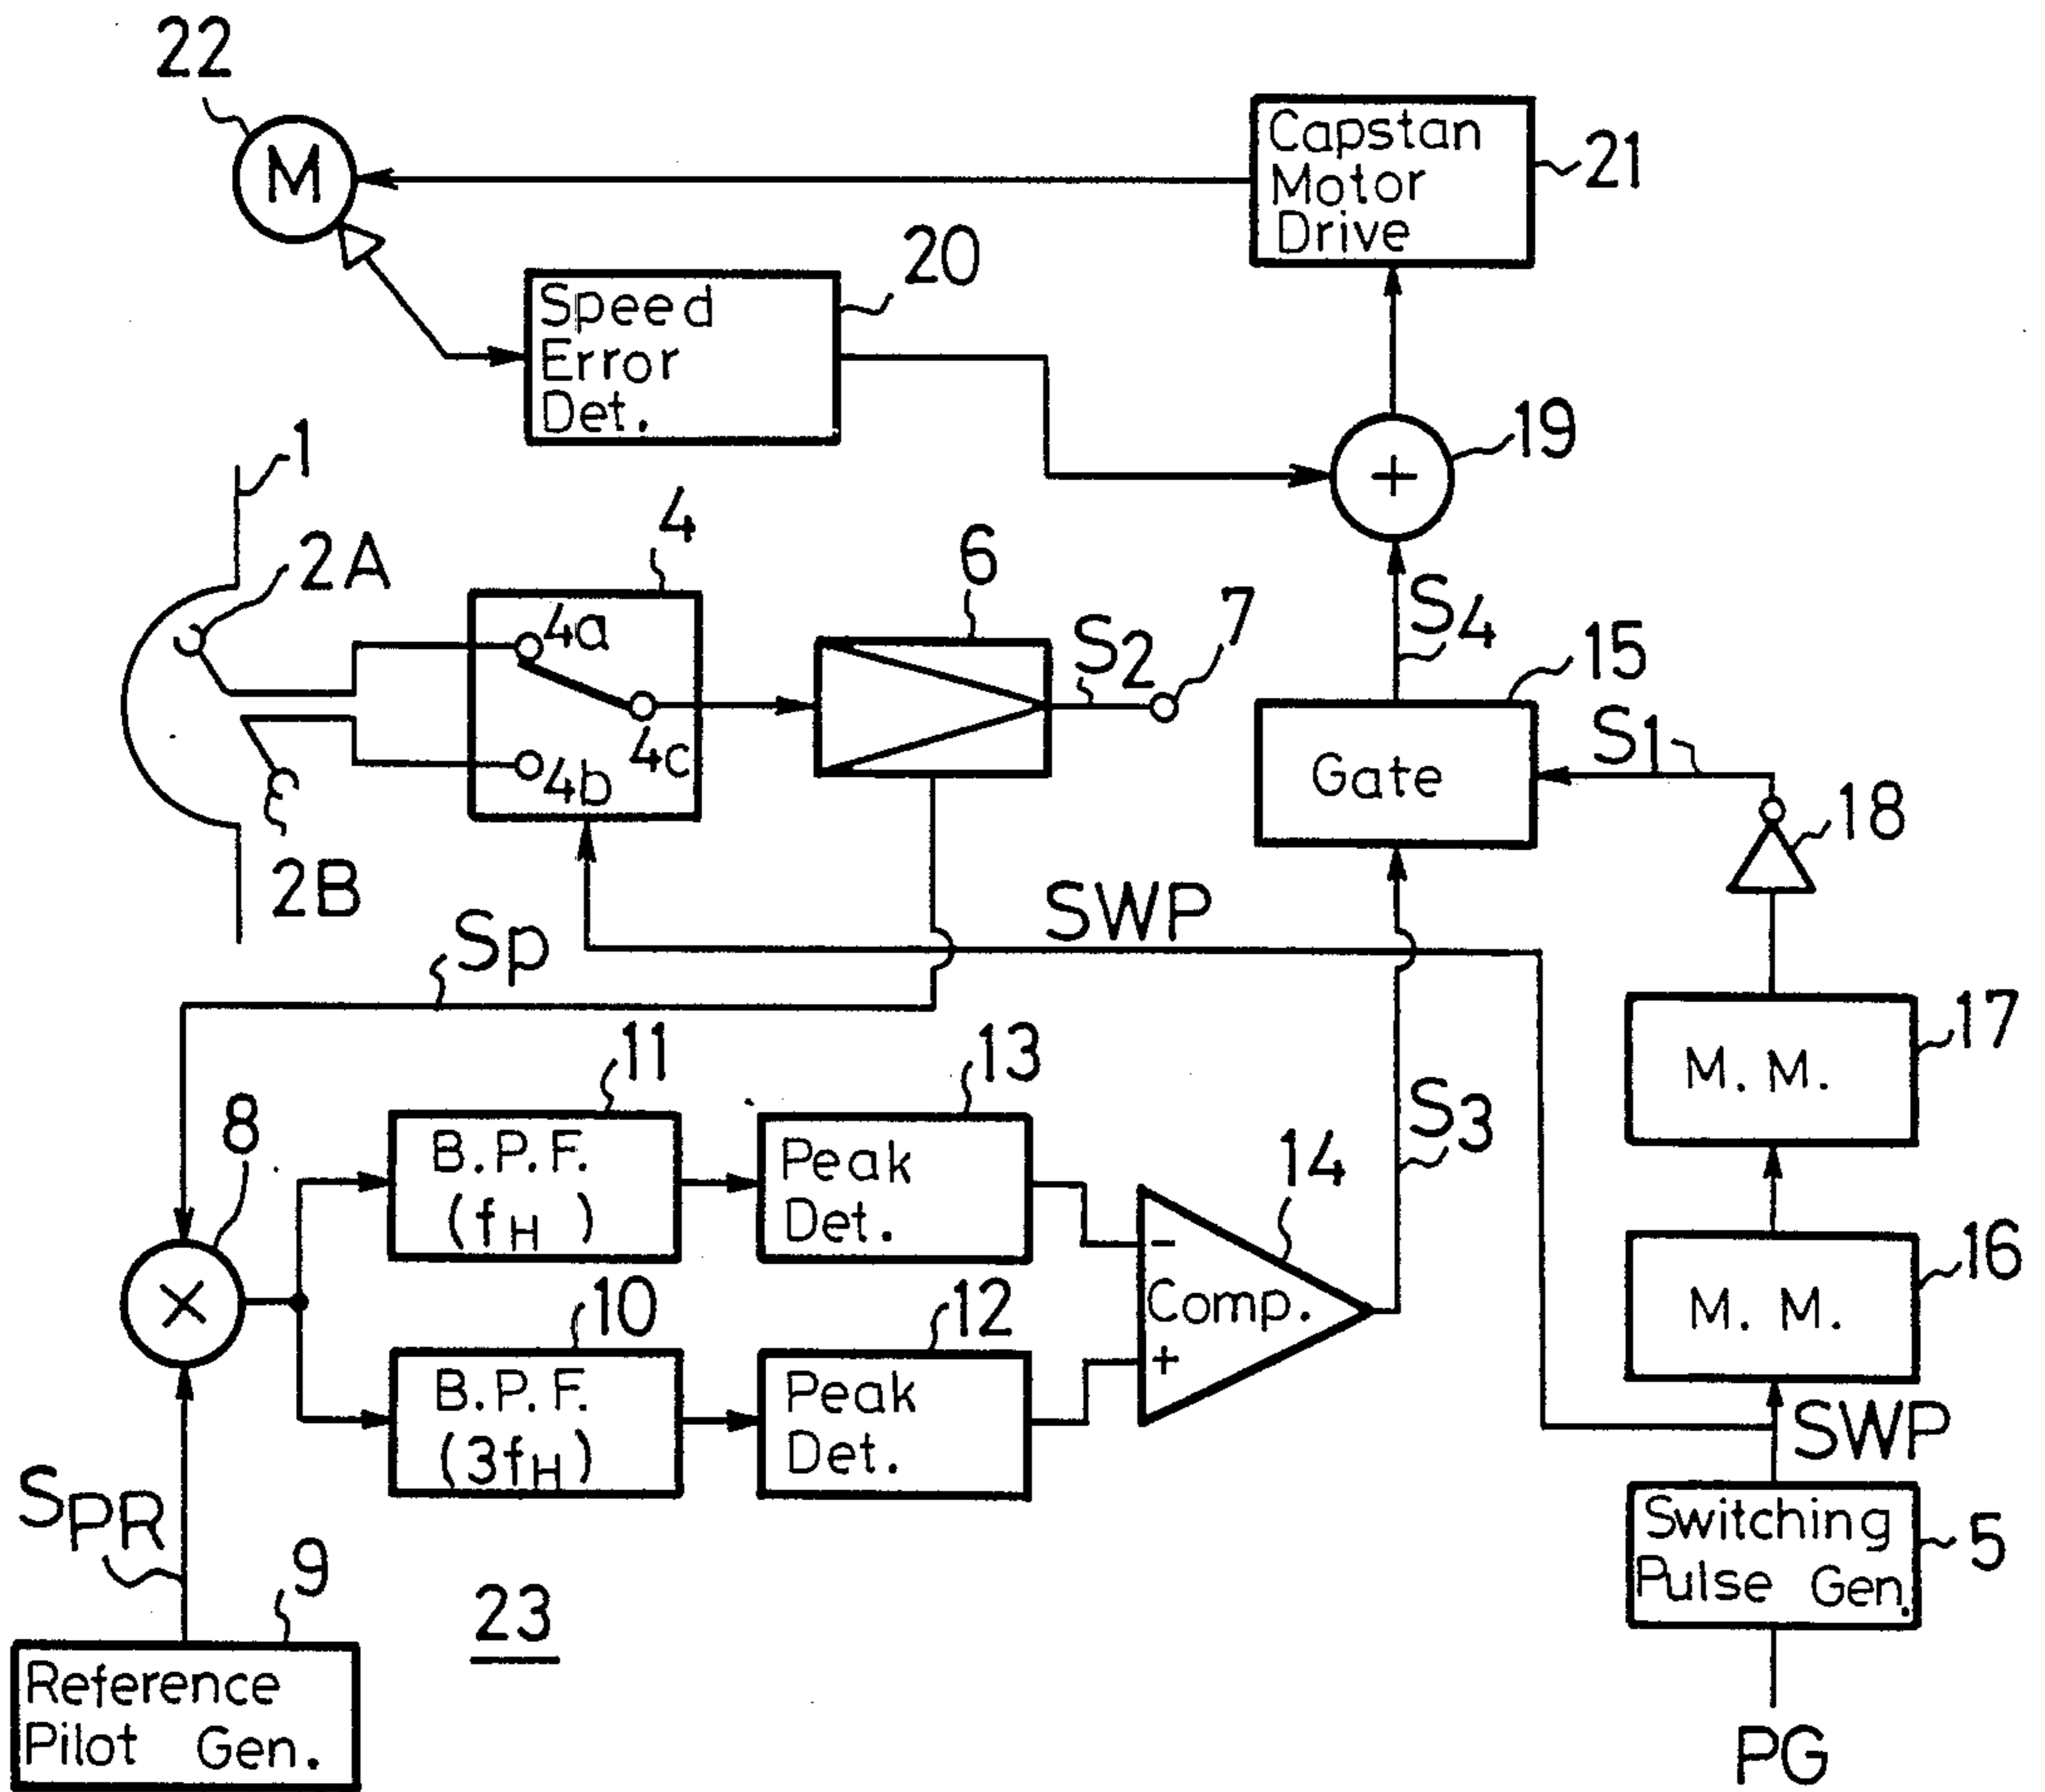 22
M
Capstan
Motor
Drive
21
20
Speed
Error
Det.
19
+
1
2A
2B
4
4a
4b
4c
6
S2
7
S4
15
Gate
S1
18
SWP
Sp
17
M. M.
11
B.P.F.
(fH)
13
Peak
Det.
8
×
14
-
Comp.
+
S3
16
M. M.
10
B.P.F.
(3fH)
12
Peak
Det.
SWP
SPR
9
Reference
Pilot Gen.
23
Switching
Pulse Gen.
5
PG